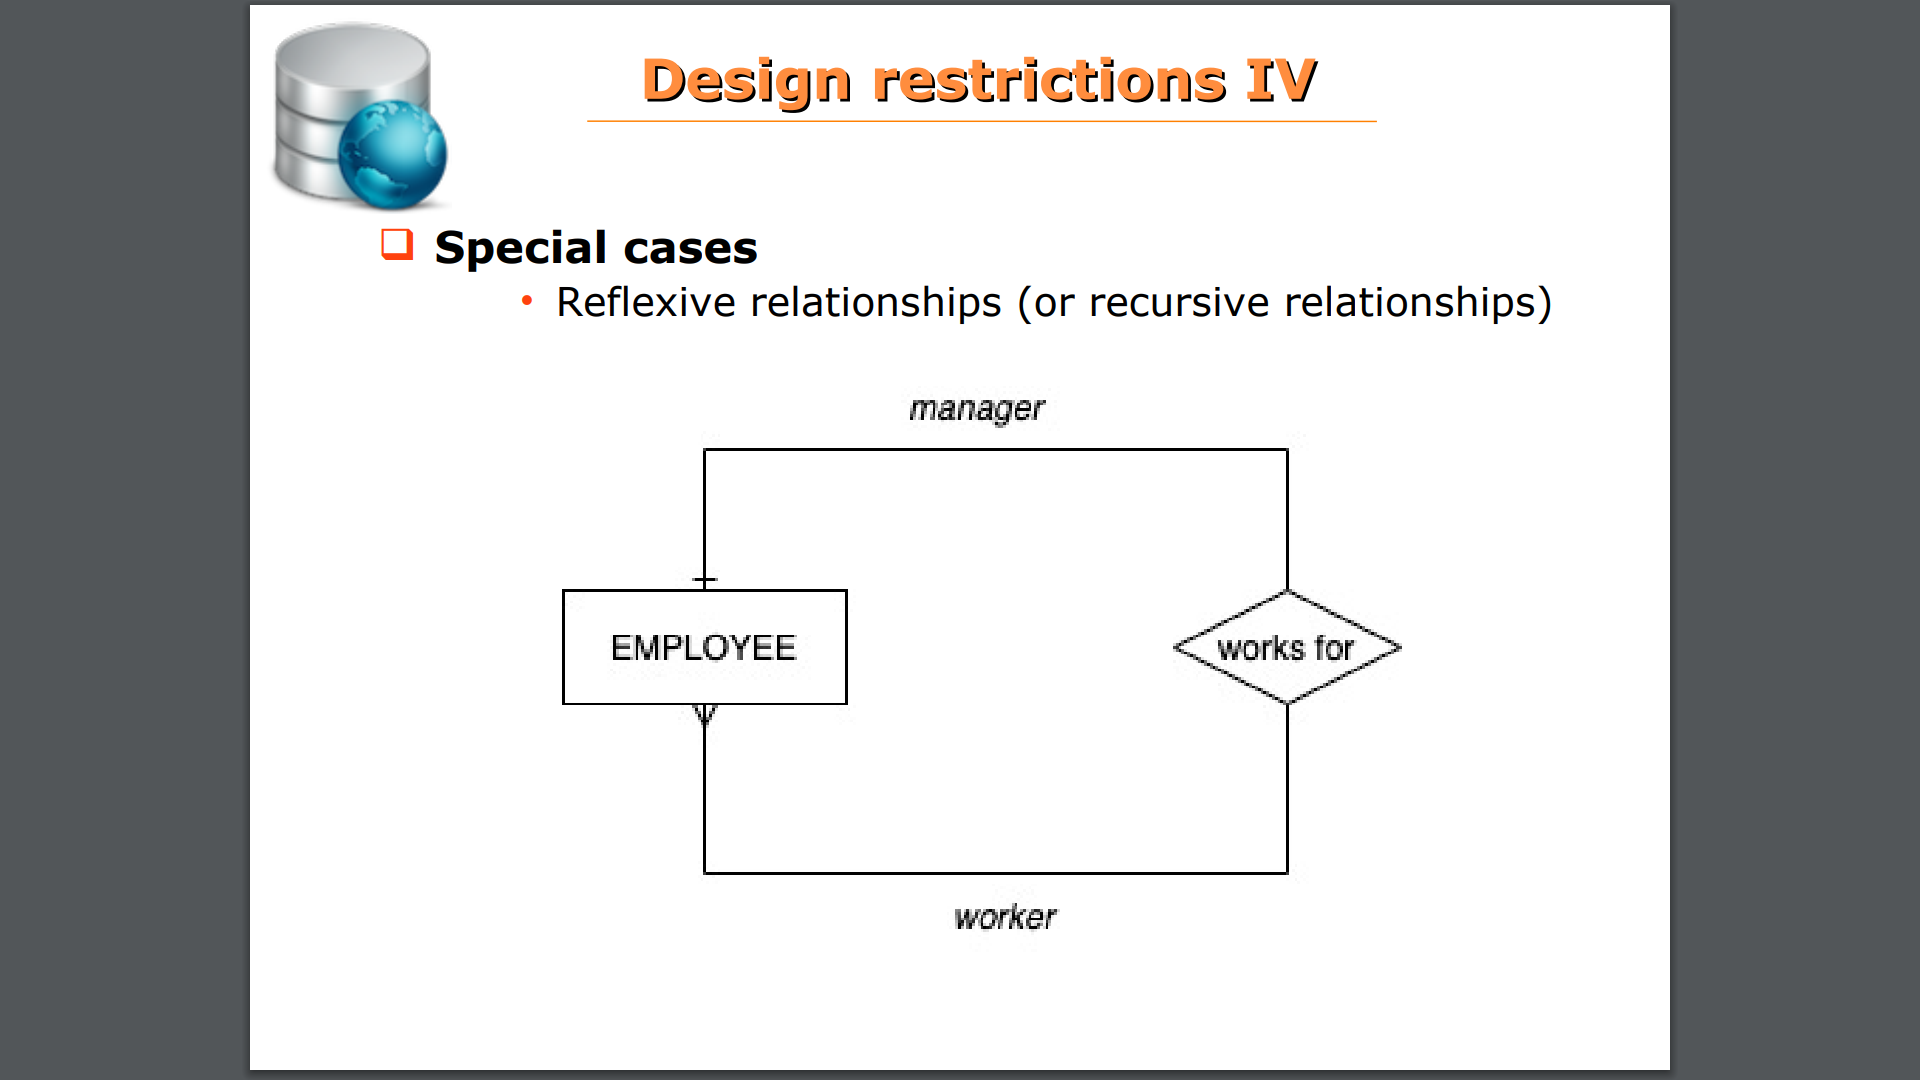 Design restrictions IV
Special cases
Reflexive relationships (or recursive relationships)
manager
EMPLOYEE
works for
worker